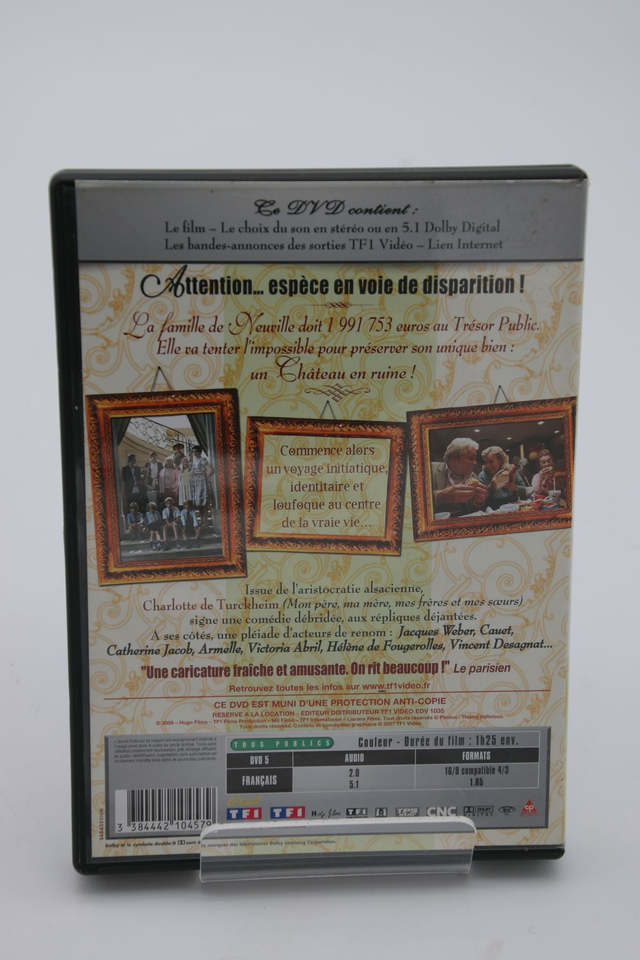 Ce DVD contient :
Le film – Le choix du son en stéréo ou en 5.1 Dolby Digital
Les bandes-annonces des sorties TF1 Vidéo – Lien Internet
Attention... espèce en voie de disparition !
La famille de Neuville doit 1 991 753 euros au Trésor Public.
Elle va tenter l'impossible pour préserver son unique bien :
un Château en ruine !
Commence alors
un voyage initiatique,
identitaire et
loufoque au centre
de la vraie vie...
Issue de l'aristocratie alsacienne,
Charlotte de Turckheim (Mon père, ma mère, mes frères et mes sœurs)
signe une comédie débridée, aux répliques déjantées.
A ses côtés, une pléiade d'acteurs de renom : Jacques Weber, Cauet,
Catherine Jacob, Armelle, Victoria Abril, Hélène de Fougerolles, Vincent Desagnat...
"Une caricature fraîche et amusante. On rit beaucoup !" Le parisien
Retrouvez toutes les infos sur www.tf1video.fr
CE DVD EST MUNI D'UNE PROTECTION ANTI-COPIE
RESERVE A LA LOCATION - EDITEUR DISTRIBUTEUR TF1 VIDEO EDV 1035
TOUS PUBLICS Couleur - Durée du film : 1h25 env.
DVD 5 AUDIO FORMATS
FRANÇAIS 2.0 16/9 compatible 4/3
5.1 1.85
TF1 TF1 Hugo films TF1 CNC
3 384442 104579